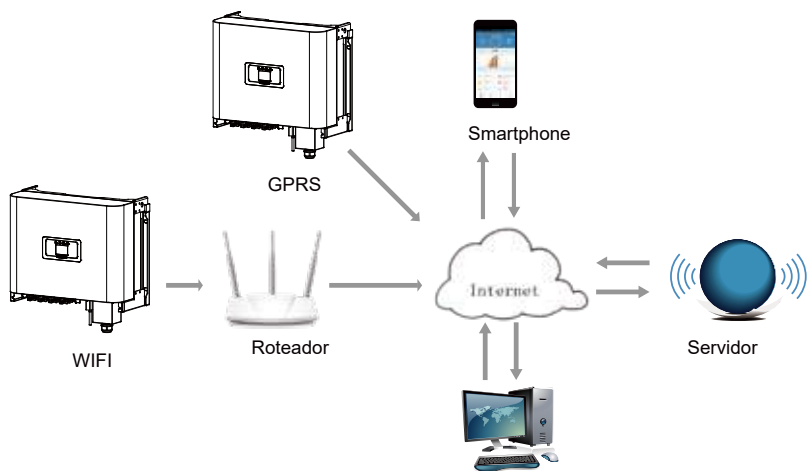 Smartphone
GPRS
Internet
WIFI
Roteador
Servidor